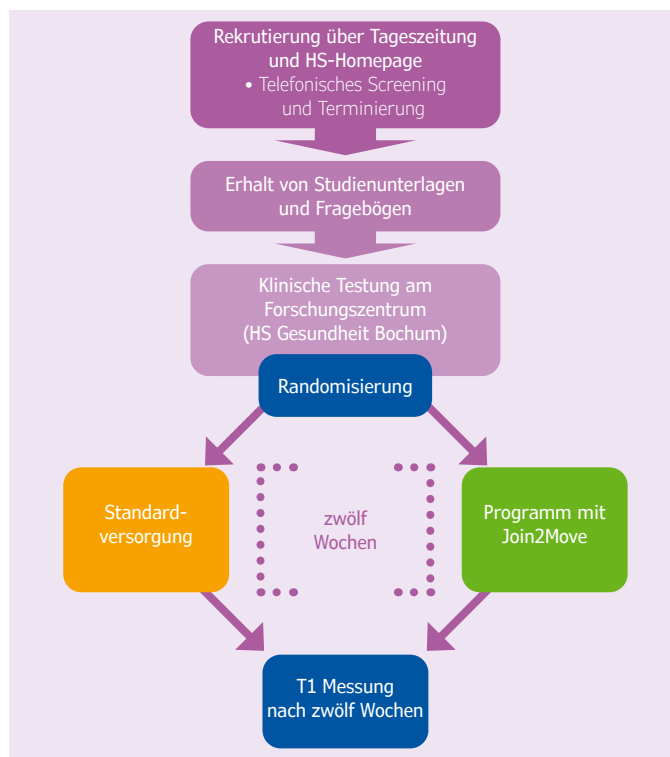 Rekrutierung über Tageszeitung
und HS-Homepage
• Telefonisches Screening
und Terminierung
Erhalt von Studienunterlagen
und Fragebögen
Klinische Testung am
Forschungszentrum
(HS Gesundheit Bochum)
Randomisierung
Standard-
versorgung
zwölf
Wochen
Programm mit
Join2Move
T1 Messung
nach zwölf Wochen